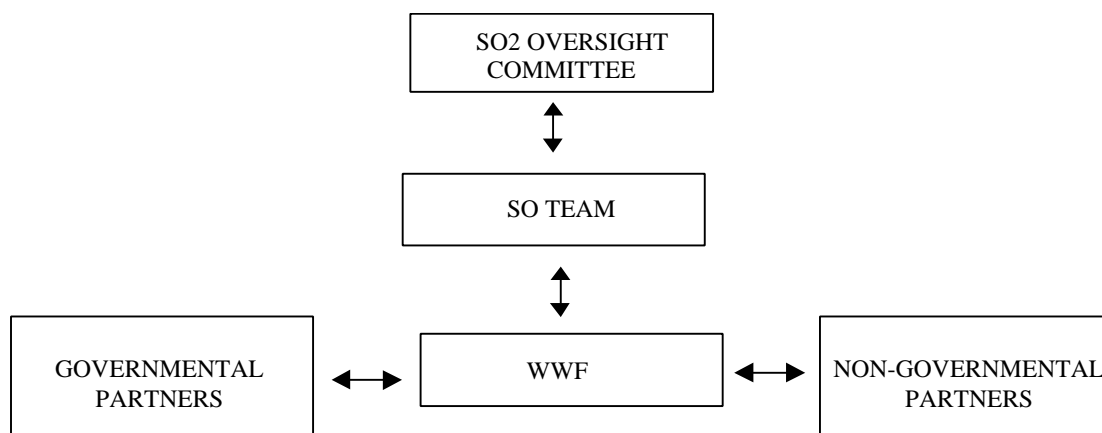 SO2 OVERSIGHT
COMMITTEE
SO TEAM
GOVERNMENTAL
PARTNERS
WWF
NON-GOVERNMENTAL
PARTNERS